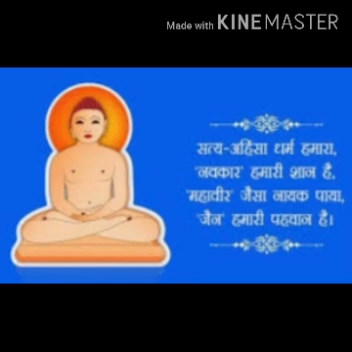 Made with KINEMASTER
सत्य-अहिंसा धर्म हमारा,
'नवकार' हमारी शान है,
'महावीर' जैसा नायक पाया,
'जैन' हमारी पहचान है।